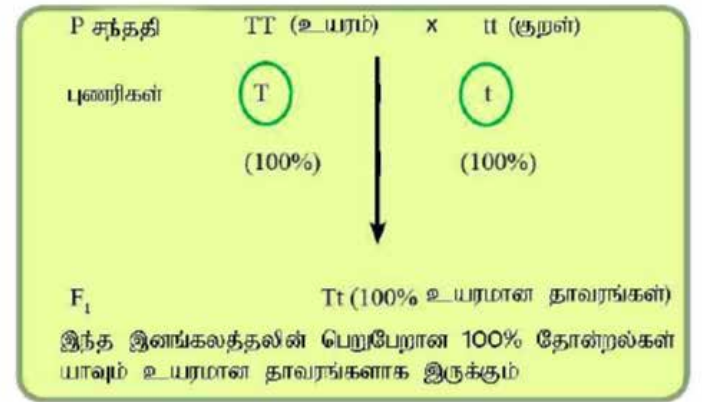 P சந்ததி TT (உயரம்) x tt (குறள்)
புணரிகள் T t
(100%) (100%)
F₁ Tt (100% உயரமான தாவரங்கள்)
இந்த இனங்கலத்தலின் பெறுபேறான 100% தோன்றல்கள்
யாவும் உயரமான தாவரங்களாக இருக்கும்